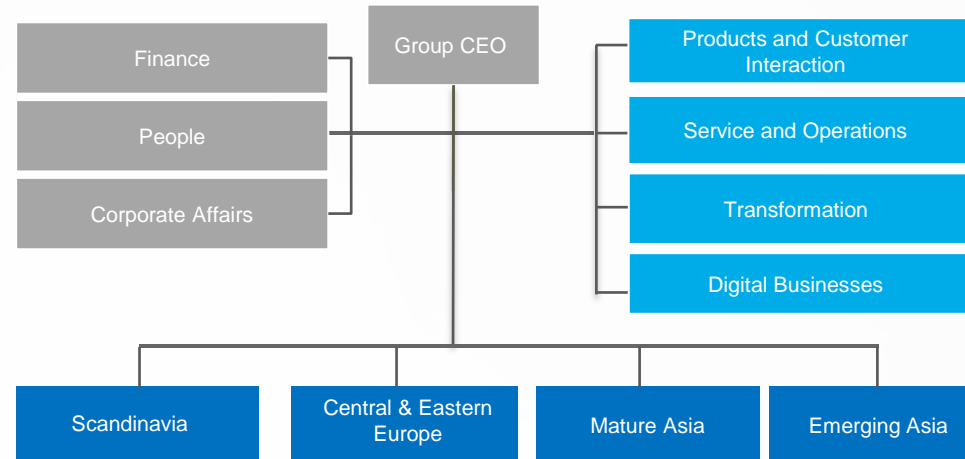 Group CEO
Finance
People
Corporate Affairs
Products and Customer
Interaction
Service and Operations
Transformation
Digital Businesses
Scandinavia
Central & Eastern
Europe
Mature Asia
Emerging Asia